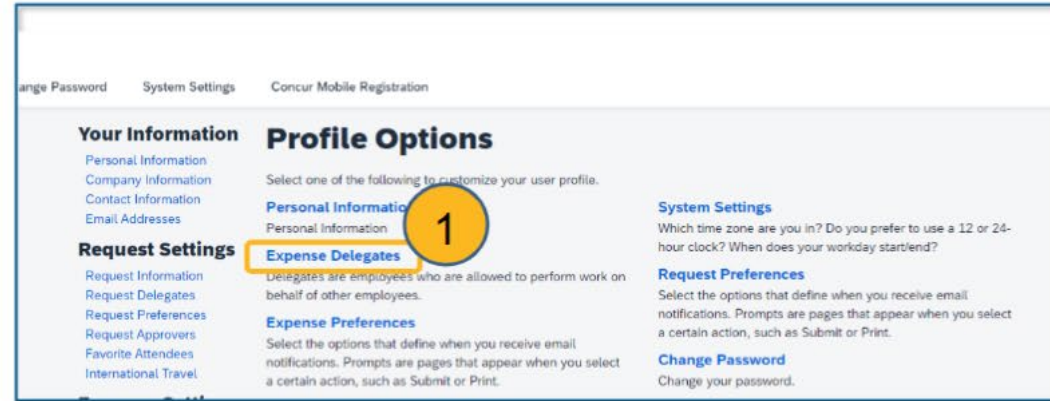 ange Password System Settings Concur Mobile Registration
Your Information
Personal Information
Company Information
Contact Information
Email Addresses
Request Settings
Request Information
Request Delegates
Request Preferences
Request Approvers
Favorite Attendees
International Travel
Profile Options
Select one of the following to customize your user profile.
Personal Informatio
Personal Information
1
Expense Delegates
Delegates are employees who are allowed to perform work on
behalf of other employees.
Expense Preferences
Select the options that define when you receive email
notifications. Prompts are pages that appear when you select
a certain action, such as Submit or Print.
System Settings
Which time zone are you in? Do you prefer to use a 12 or 24-
hour clock? When does your workday start/end?
Request Preferences
Select the options that define when you receive email
notifications. Prompts are pages that appear when you select
a certain action, such as Submit or Print.
Change Password
Change your password.